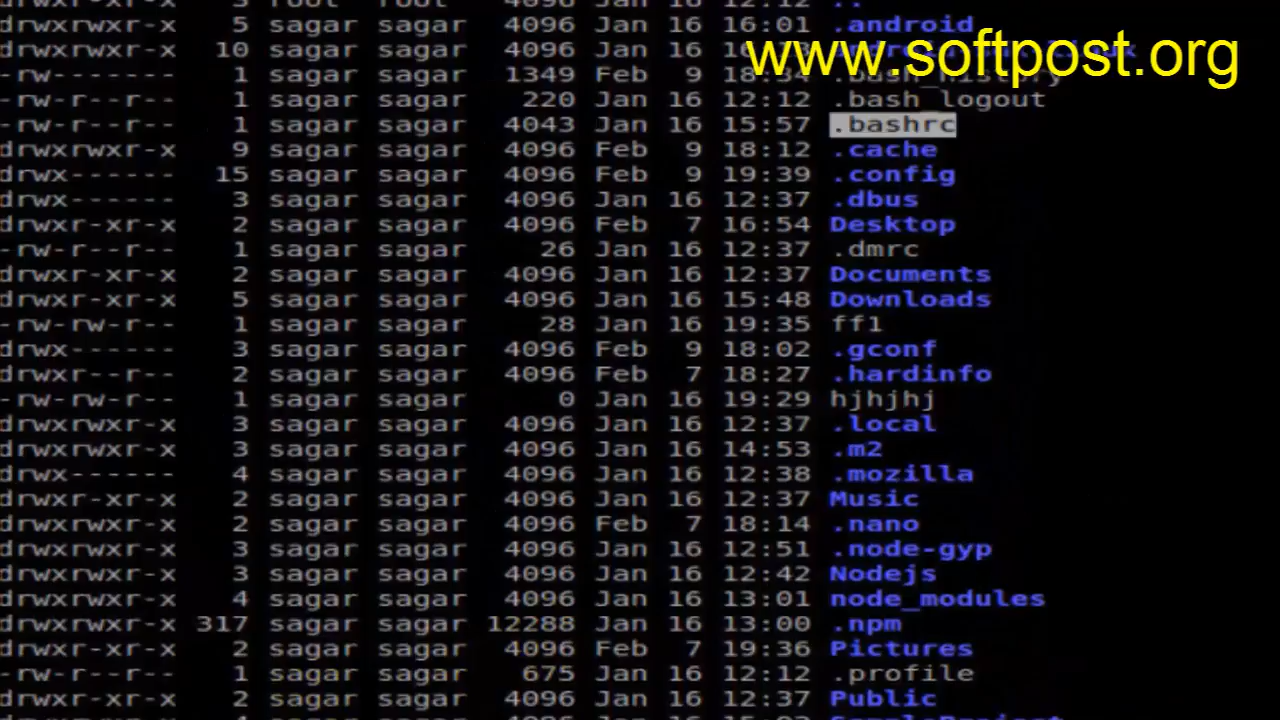 drwxr-xr-x 3 root root 4096 Jan 16 12:12 ..
drwxrwxr-x 5 sagar sagar 4096 Jan 16 16:01 .android
drwxrwxr-x 10 sagar sagar 4096 Jan 16
www.softpost.org
-rw------- 1 sagar sagar 1349 Feb 9 18:34 .bash_history
-rw-r--r-- 1 sagar sagar 220 Jan 16 12:12 .bash_logout
-rw-r--r-- 1 sagar sagar 4043 Jan 16 15:57 .bashrc
drwxrwxr-x 9 sagar sagar 4096 Feb 9 18:12 .cache
drwx------ 15 sagar sagar 4096 Feb 9 19:39 .config
drwx------ 3 sagar sagar 4096 Jan 16 12:37 .dbus
drwxr-xr-x 2 sagar sagar 4096 Feb 7 16:54 Desktop
-rw-r--r-- 1 sagar sagar 26 Jan 16 12:37 .dmrc
drwxr-xr-x 2 sagar sagar 4096 Jan 16 12:37 Documents
drwxr-xr-x 5 sagar sagar 4096 Jan 16 15:48 Downloads
-rw-rw-r-- 1 sagar sagar 28 Jan 16 19:35 ff1
drwx------ 3 sagar sagar 4096 Feb 9 18:02 .gconf
drwxr--r-- 2 sagar sagar 4096 Feb 7 18:27 .hardinfo
-rw-rw-r-- 1 sagar sagar 0 Jan 16 19:29 hjhjhj
drwxrwxr-x 3 sagar sagar 4096 Jan 16 12:37 .local
drwxrwxr-x 3 sagar sagar 4096 Jan 16 14:53 .m2
drwx------ 4 sagar sagar 4096 Jan 16 12:38 .mozilla
drwxr-xr-x 2 sagar sagar 4096 Jan 16 12:37 Music
drwxrwxr-x 2 sagar sagar 4096 Feb 7 18:14 .nano
drwxrwxr-x 3 sagar sagar 4096 Jan 16 12:51 .node-gyp
drwxrwxr-x 3 sagar sagar 4096 Jan 16 12:42 Nodejs
drwxrwxr-x 4 sagar sagar 4096 Jan 16 13:01 node_modules
drwxrwxr-x 317 sagar sagar 12288 Jan 16 13:00 .npm
drwxr-xr-x 2 sagar sagar 4096 Feb 7 19:36 Pictures
-rw-r--r-- 1 sagar sagar 675 Jan 16 12:12 .profile
drwxr-xr-x 2 sagar sagar 4096 Jan 16 12:37 Public